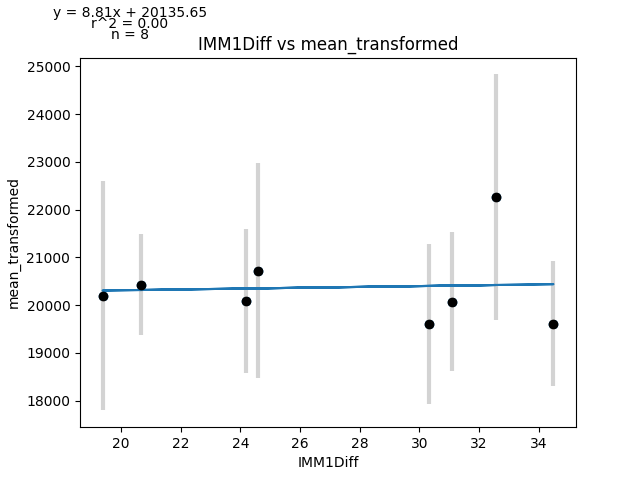 y = 8.81x + 20135.65
r^2 = 0.00
n = 8
IMM1Diff vs mean_transformed
25000
24000
23000
22000
21000
20000
19000
18000
mean_transformed
20 22 24 26 28 30 32 34
IMM1Diff